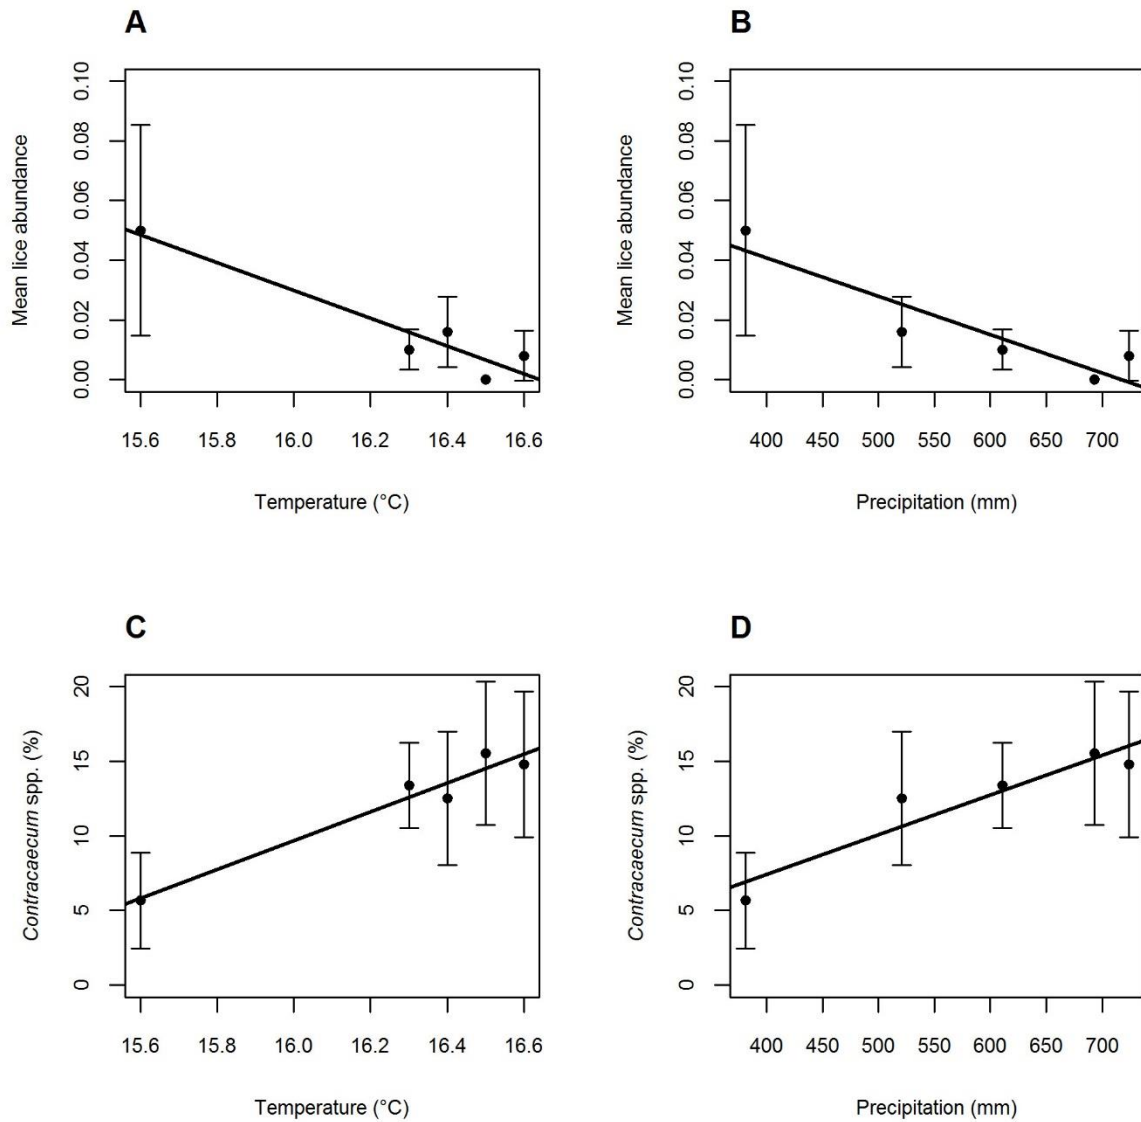 A
Mean lice abundance
0.10
0.08
0.06
0.04
0.02
0.00
15.6 15.8 16.0 16.2 16.4 16.6
Temperature (°C)
B
Mean lice abundance
0.10
0.08
0.06
0.04
0.02
0.00
400 450 500 550 600 650 700
Precipitation (mm)
C
Contracaecum spp. (%)
20
15
10
5
0
15.6 15.8 16.0 16.2 16.4 16.6
Temperature (°C)
D
Contracaecum spp. (%)
20
15
10
5
0
400 450 500 550 600 650 700
Precipitation (mm)